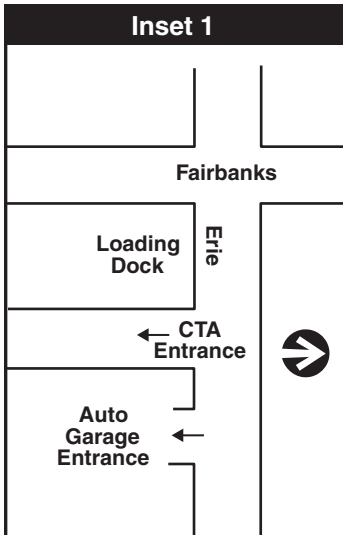 Inset 1
Fairbanks
Erie
Loading
Dock
CTA
Entrance
Auto
Garage
Entrance